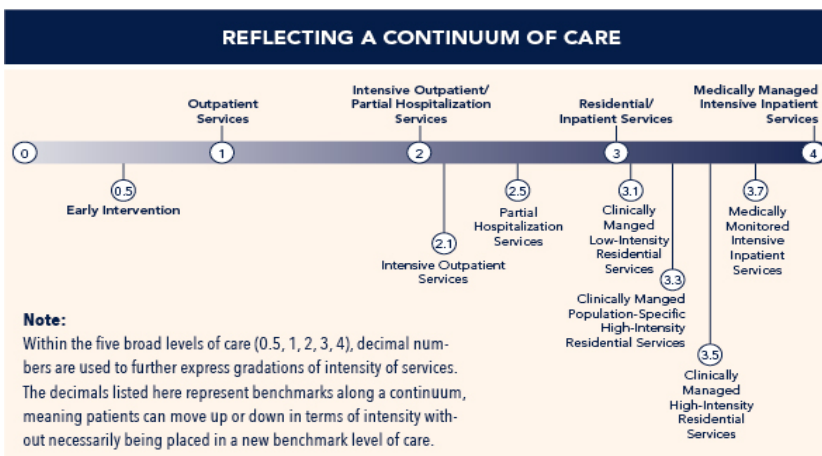 REFLECTING A CONTINUUM OF CARE
Outpatient
Services
Intensive Outpatient/
Partial Hospitalization
Services
Residential/
Inpatient Services
Medically Managed
Intensive Inpatient
Services
0
1
2
3
4
0.5
Early Intervention
2.1
Intensive Outpatient
Services
2.5
Partial
Hospitalization
Services
3.1
Clinically
Manged
Low-Intensity
Residential
Services
3.3
Clinically Manged
Population-Specific
High-Intensity
Residential Services
3.5
Clinically
Managed
High-Intensity
Residential
Services
3.7
Medically
Monitored
Intensive
Inpatient
Services
Note:
Within the five broad levels of care (0.5, 1, 2, 3, 4), decimal num-
bers are used to further express gradations of intensity of services.
The decimals listed here represent benchmarks along a continuum,
meaning patients can move up or down in terms of intensity with-
out necessarily being placed in a new benchmark level of care.